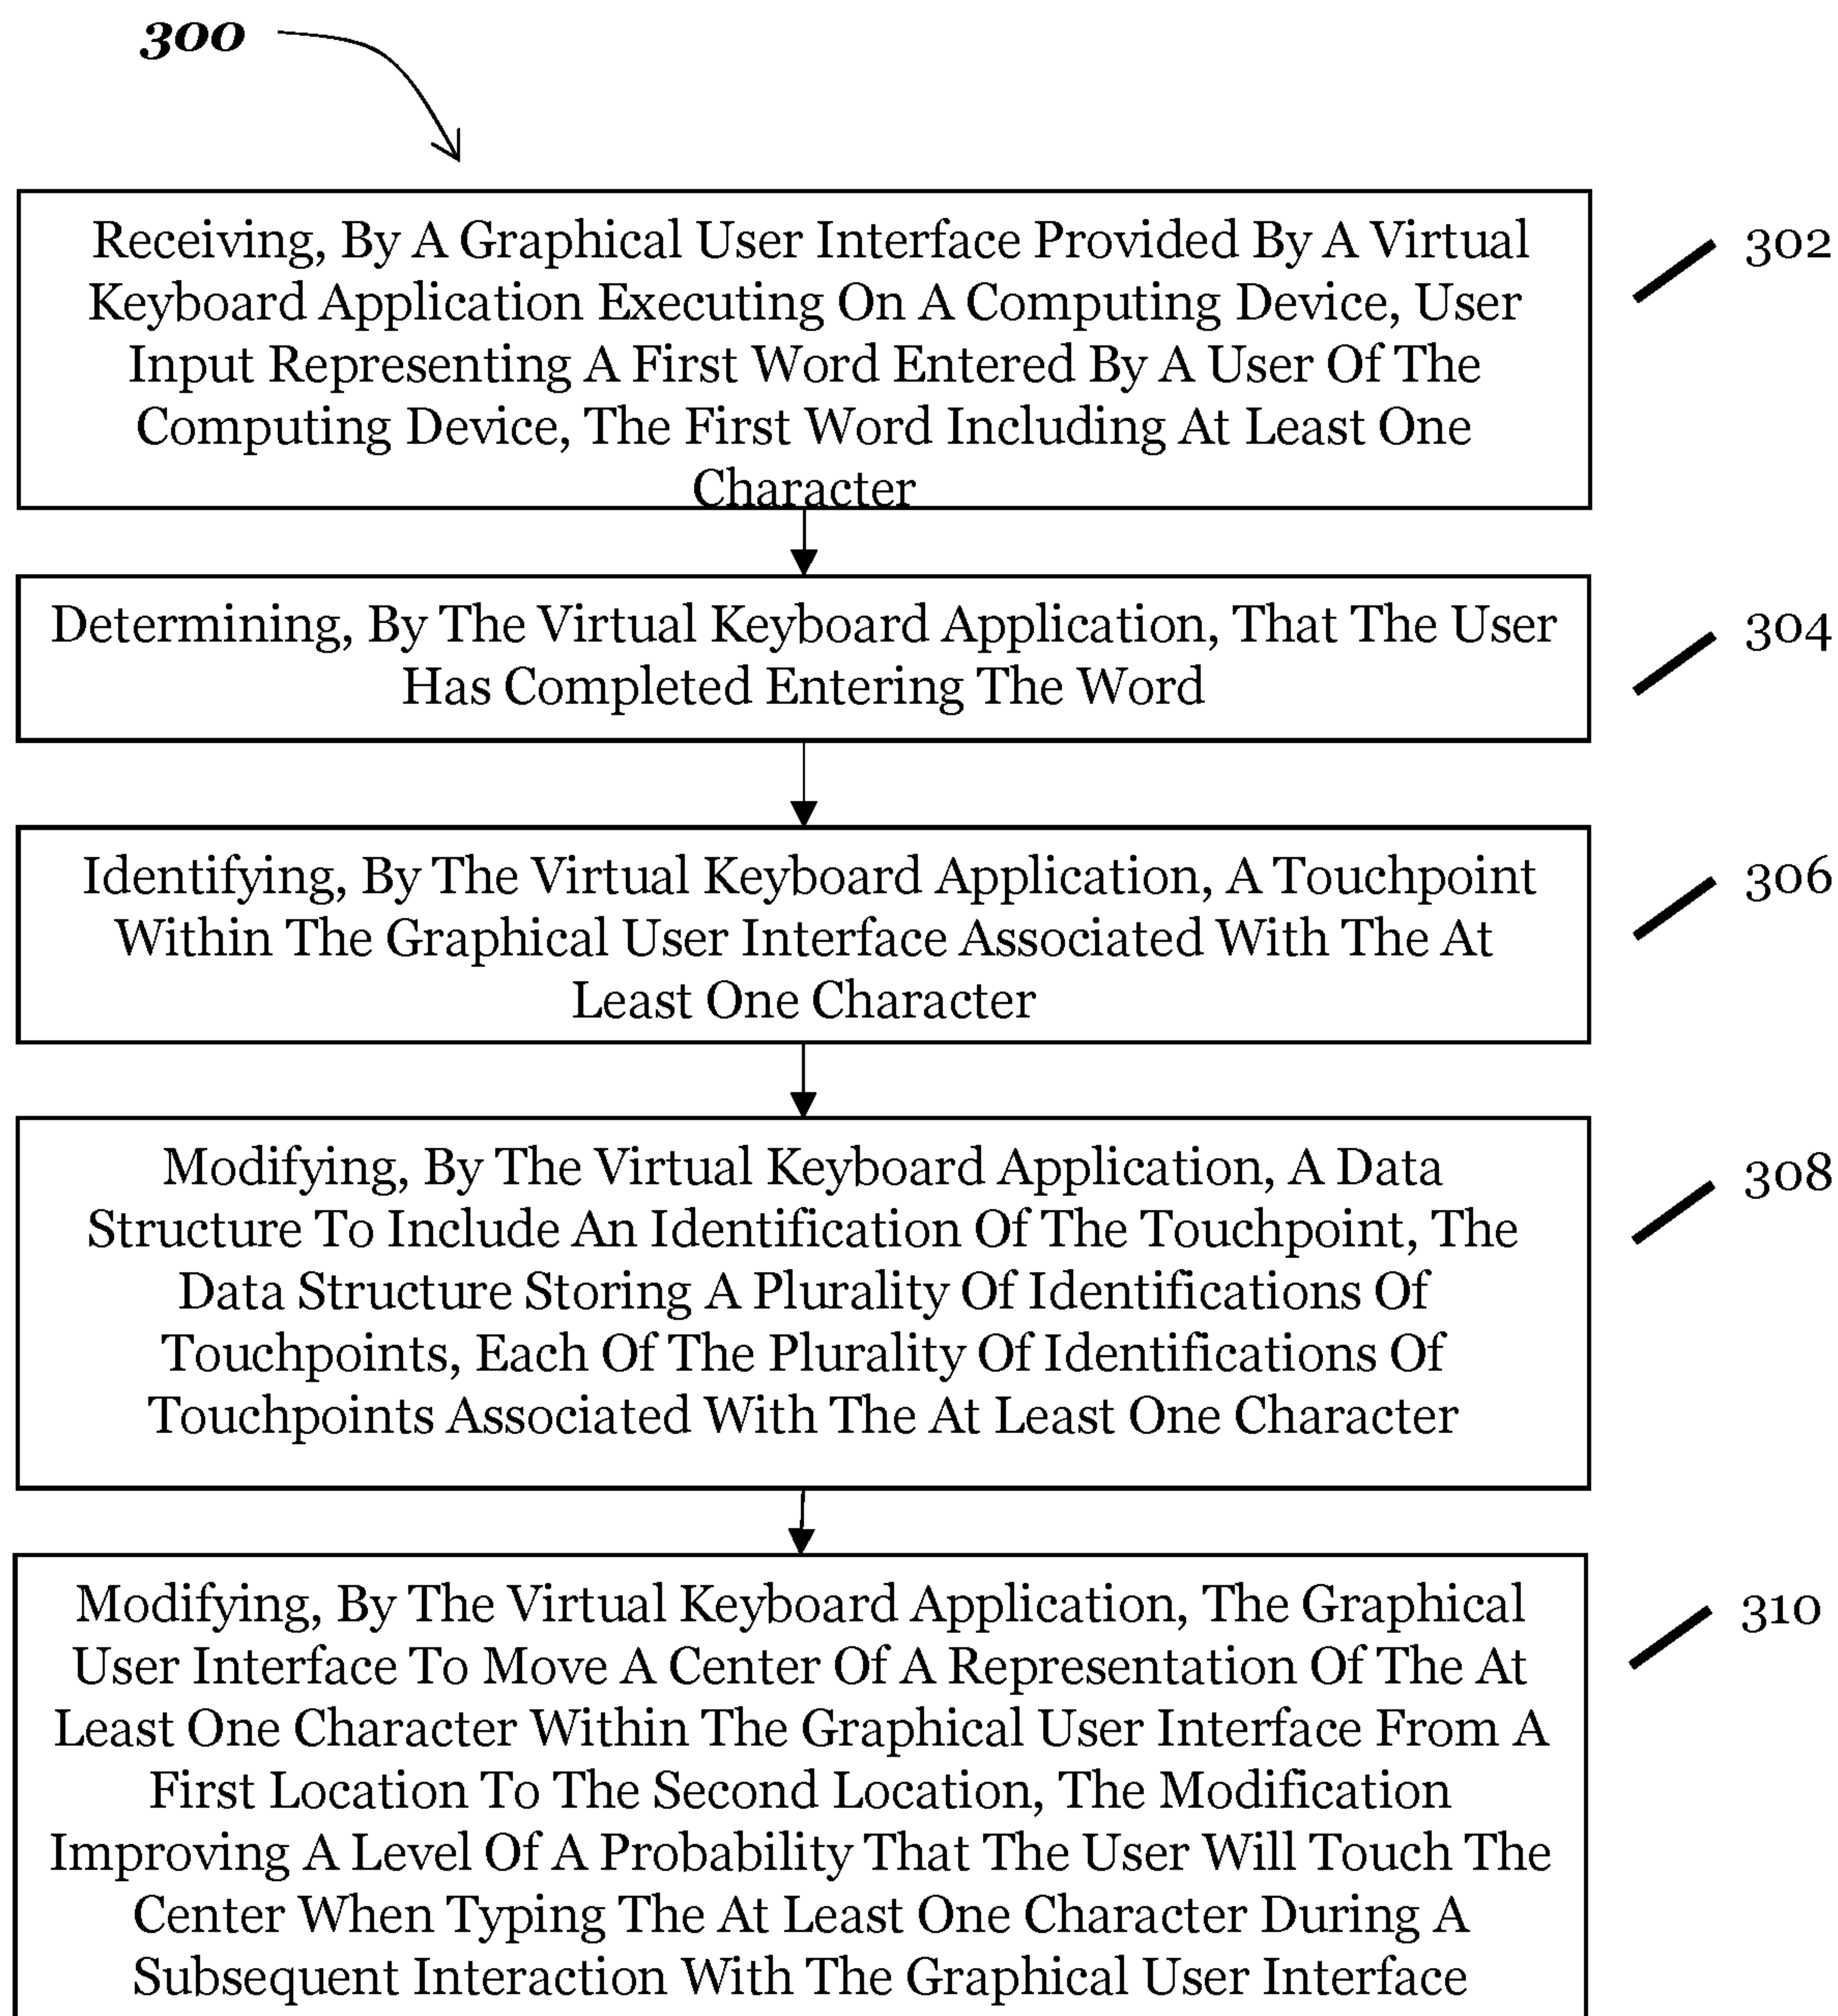 300
Receiving, By A Graphical User Interface Provided By A Virtual
Keyboard Application Executing On A Computing Device, User
Input Representing A First Word Entered By A User Of The
Computing Device, The First Word Including At Least One
Character
302
Determining, By The Virtual Keyboard Application, That The User
Has Completed Entering The Word
304
Identifying, By The Virtual Keyboard Application, A Touchpoint
Within The Graphical User Interface Associated With The At
Least One Character
306
Modifying, By The Virtual Keyboard Application, A Data
Structure To Include An Identification Of The Touchpoint, The
Data Structure Storing A Plurality Of Identifications Of
Touchpoints, Each Of The Plurality Of Identifications Of
Touchpoints Associated With The At Least One Character
308
Modifying, By The Virtual Keyboard Application, The Graphical
User Interface To Move A Center Of A Representation Of The At
Least One Character Within The Graphical User Interface From A
First Location To The Second Location, The Modification
Improving A Level Of A Probability That The User Will Touch The
Center When Typing The At Least One Character During A
Subsequent Interaction With The Graphical User Interface
310